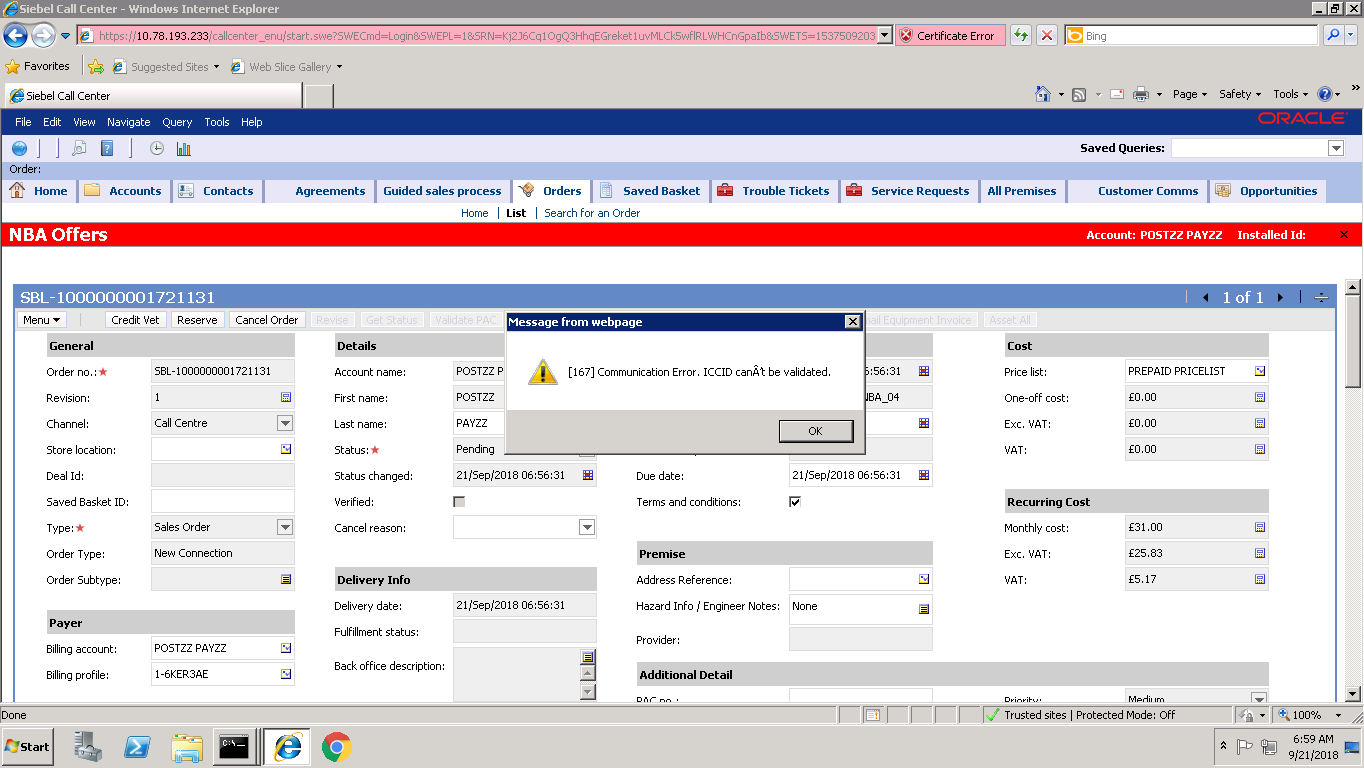 Siebel Call Center - Windows Internet Explorer
https://10.78.193.233/callcenter_enu/start.swe?SWECmd=Login&SWEPL=1&SRN=Kj2J6Cq1OgQ3HhqEGreket1uvMLCk5wflRLWHCnGpaIb&SWETS=1537509203
Certificate Error
Bing
Favorites
Suggested Sites
Web Slice Gallery
Siebel Call Center
Page Safety Tools
File Edit View Navigate Query Tools Help
ORACLE
Saved Queries:
Order:
Home Accounts Contacts Agreements Guided sales process Orders Saved Basket Trouble Tickets Service Requests All Premises Customer Comms Opportunities
Home | List | Search for an Order
NBA Offers
Account: POSTZZ PAYZZ Installed Id:
SBL-1000000001721131
1 of 1
Menu Credit Vet Reserve Cancel Order Revise Get Status Validate PAC ail Equipment Invoice Asset All
Message from webpage
[167] Communication Error. ICCID canÂ't be validated.
OK
General
Order no.: SBL-1000000001721131
Revision: 1
Channel: Call Centre
Store location:
Deal Id:
Saved Basket ID:
Type: Sales Order
Order Type: New Connection
Order Subtype:
Payer
Billing account: POSTZZ PAYZZ
Billing profile: 1-6KER3AE
Details
Account name: POSTZZ P
First name: POSTZZ
Last name: PAYZZ
Status: Pending
Status changed: 21/Sep/2018 06:56:31
Verified:
Cancel reason:
Delivery Info
Delivery date: 21/Sep/2018 06:56:31
Fulfillment status:
Back office description:
06:56:31
NBA_04
Due date: 21/Sep/2018 06:56:31
Terms and conditions:
Premise
Address Reference:
Hazard Info / Engineer Notes: None
Provider:
Additional Detail
PAC no.:
Cost
Price list: PREPAID PRICELIST
One-off cost: £0.00
Exc. VAT: £0.00
VAT: £0.00
Recurring Cost
Monthly cost: £31.00
Exc. VAT: £25.83
VAT: £5.17
Priority: Medium
Done
Trusted sites | Protected Mode: Off
100%
Start
6:59 AM
9/21/2018